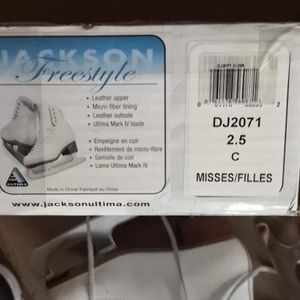 JACKSON
Freestyle
• Leather upper
• Micro-fiber lining
• Leather outsole
• Ultima Mark IV blade
• Empeigne en cuir
• Revêtement de micro-fibre
• Semelle de cuir
• Lame Ultima Mark IV
ULTIMA
Made in China/ Fabriqué au Chine
www.jacksonultima.com
DJ2071
2.5
C
MISSES/FILLES